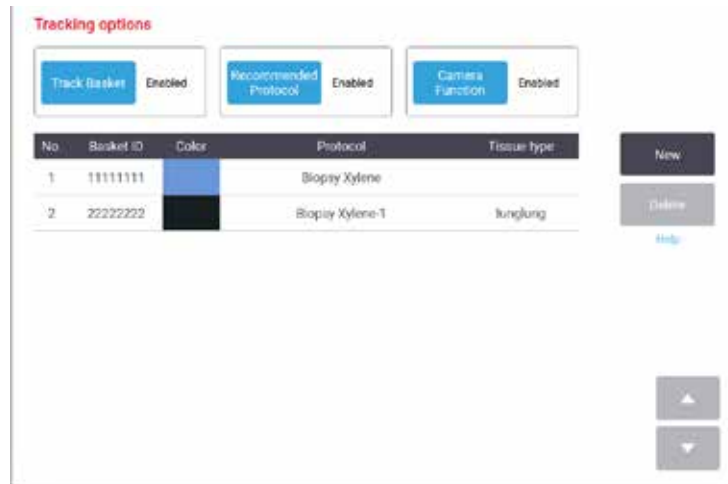 Tracking options
Track Basket Enabled
Recommended Protocol Enabled
Camera Function Enabled
No. Basket ID Color Protocol Tissue type
New
1 11111111 Biopsy Xylene
2 22222222 Biopsy Xylene-1 lunglung
Delete
Help